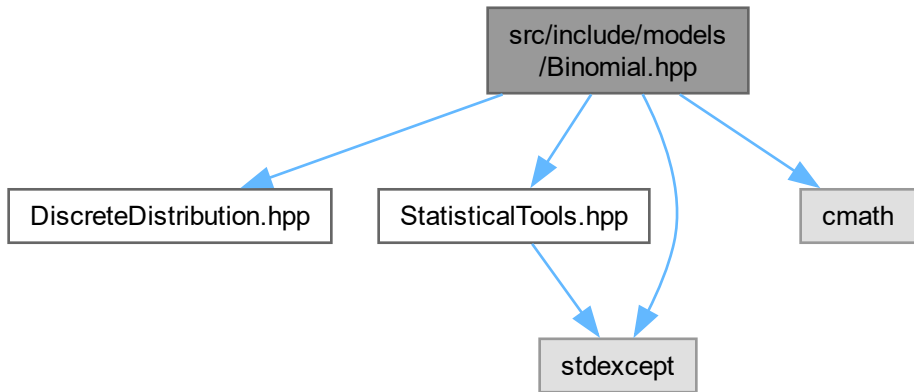 src/include/models
/Binomial.hpp
DiscreteDistribution.hpp
StatisticalTools.hpp
cmath
stdexcept